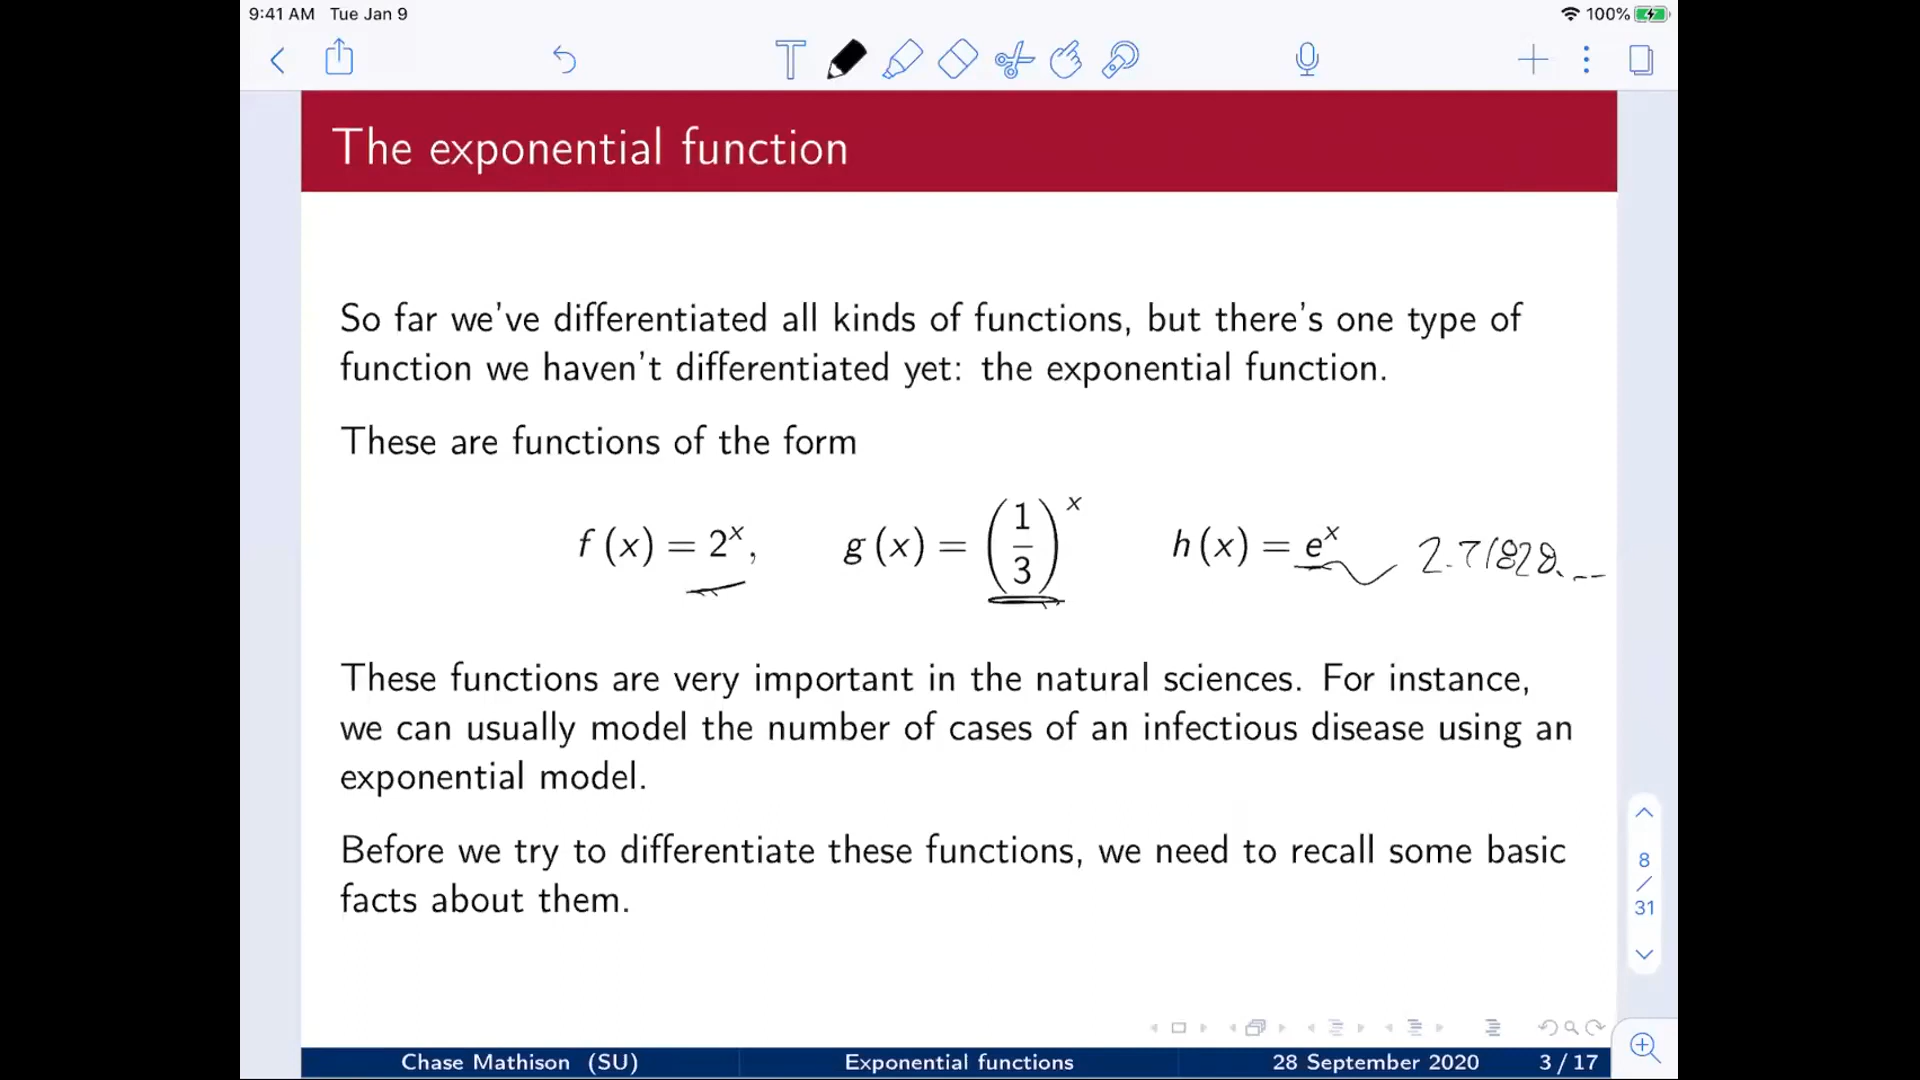 9:41 AM Tue Jan 9 100%
The exponential function
So far we've differentiated all kinds of functions, but there's one type of
function we haven't differentiated yet: the exponential function.
These are functions of the form
f(x) = 2^x, g(x) = (1/3)^x h(x) = e^x 2.71828...
These functions are very important in the natural sciences. For instance,
we can usually model the number of cases of an infectious disease using an
exponential model.
Before we try to differentiate these functions, we need to recall some basic
facts about them.
8
/
31
Chase Mathison (SU) Exponential functions 28 September 2020 3 / 17